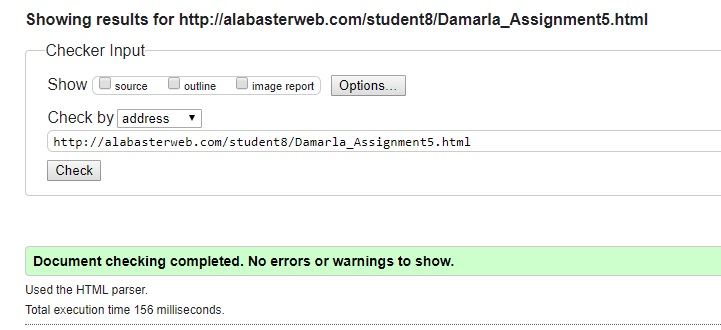 Showing results for http://alabasterweb.com/student8/Damarla_Assignment5.html
Checker Input
Show source outline image report Options...
Check by address
http://alabasterweb.com/student8/Damarla_Assignment5.html
Check
Document checking completed. No errors or warnings to show.
Used the HTML parser.
Total execution time 156 milliseconds.